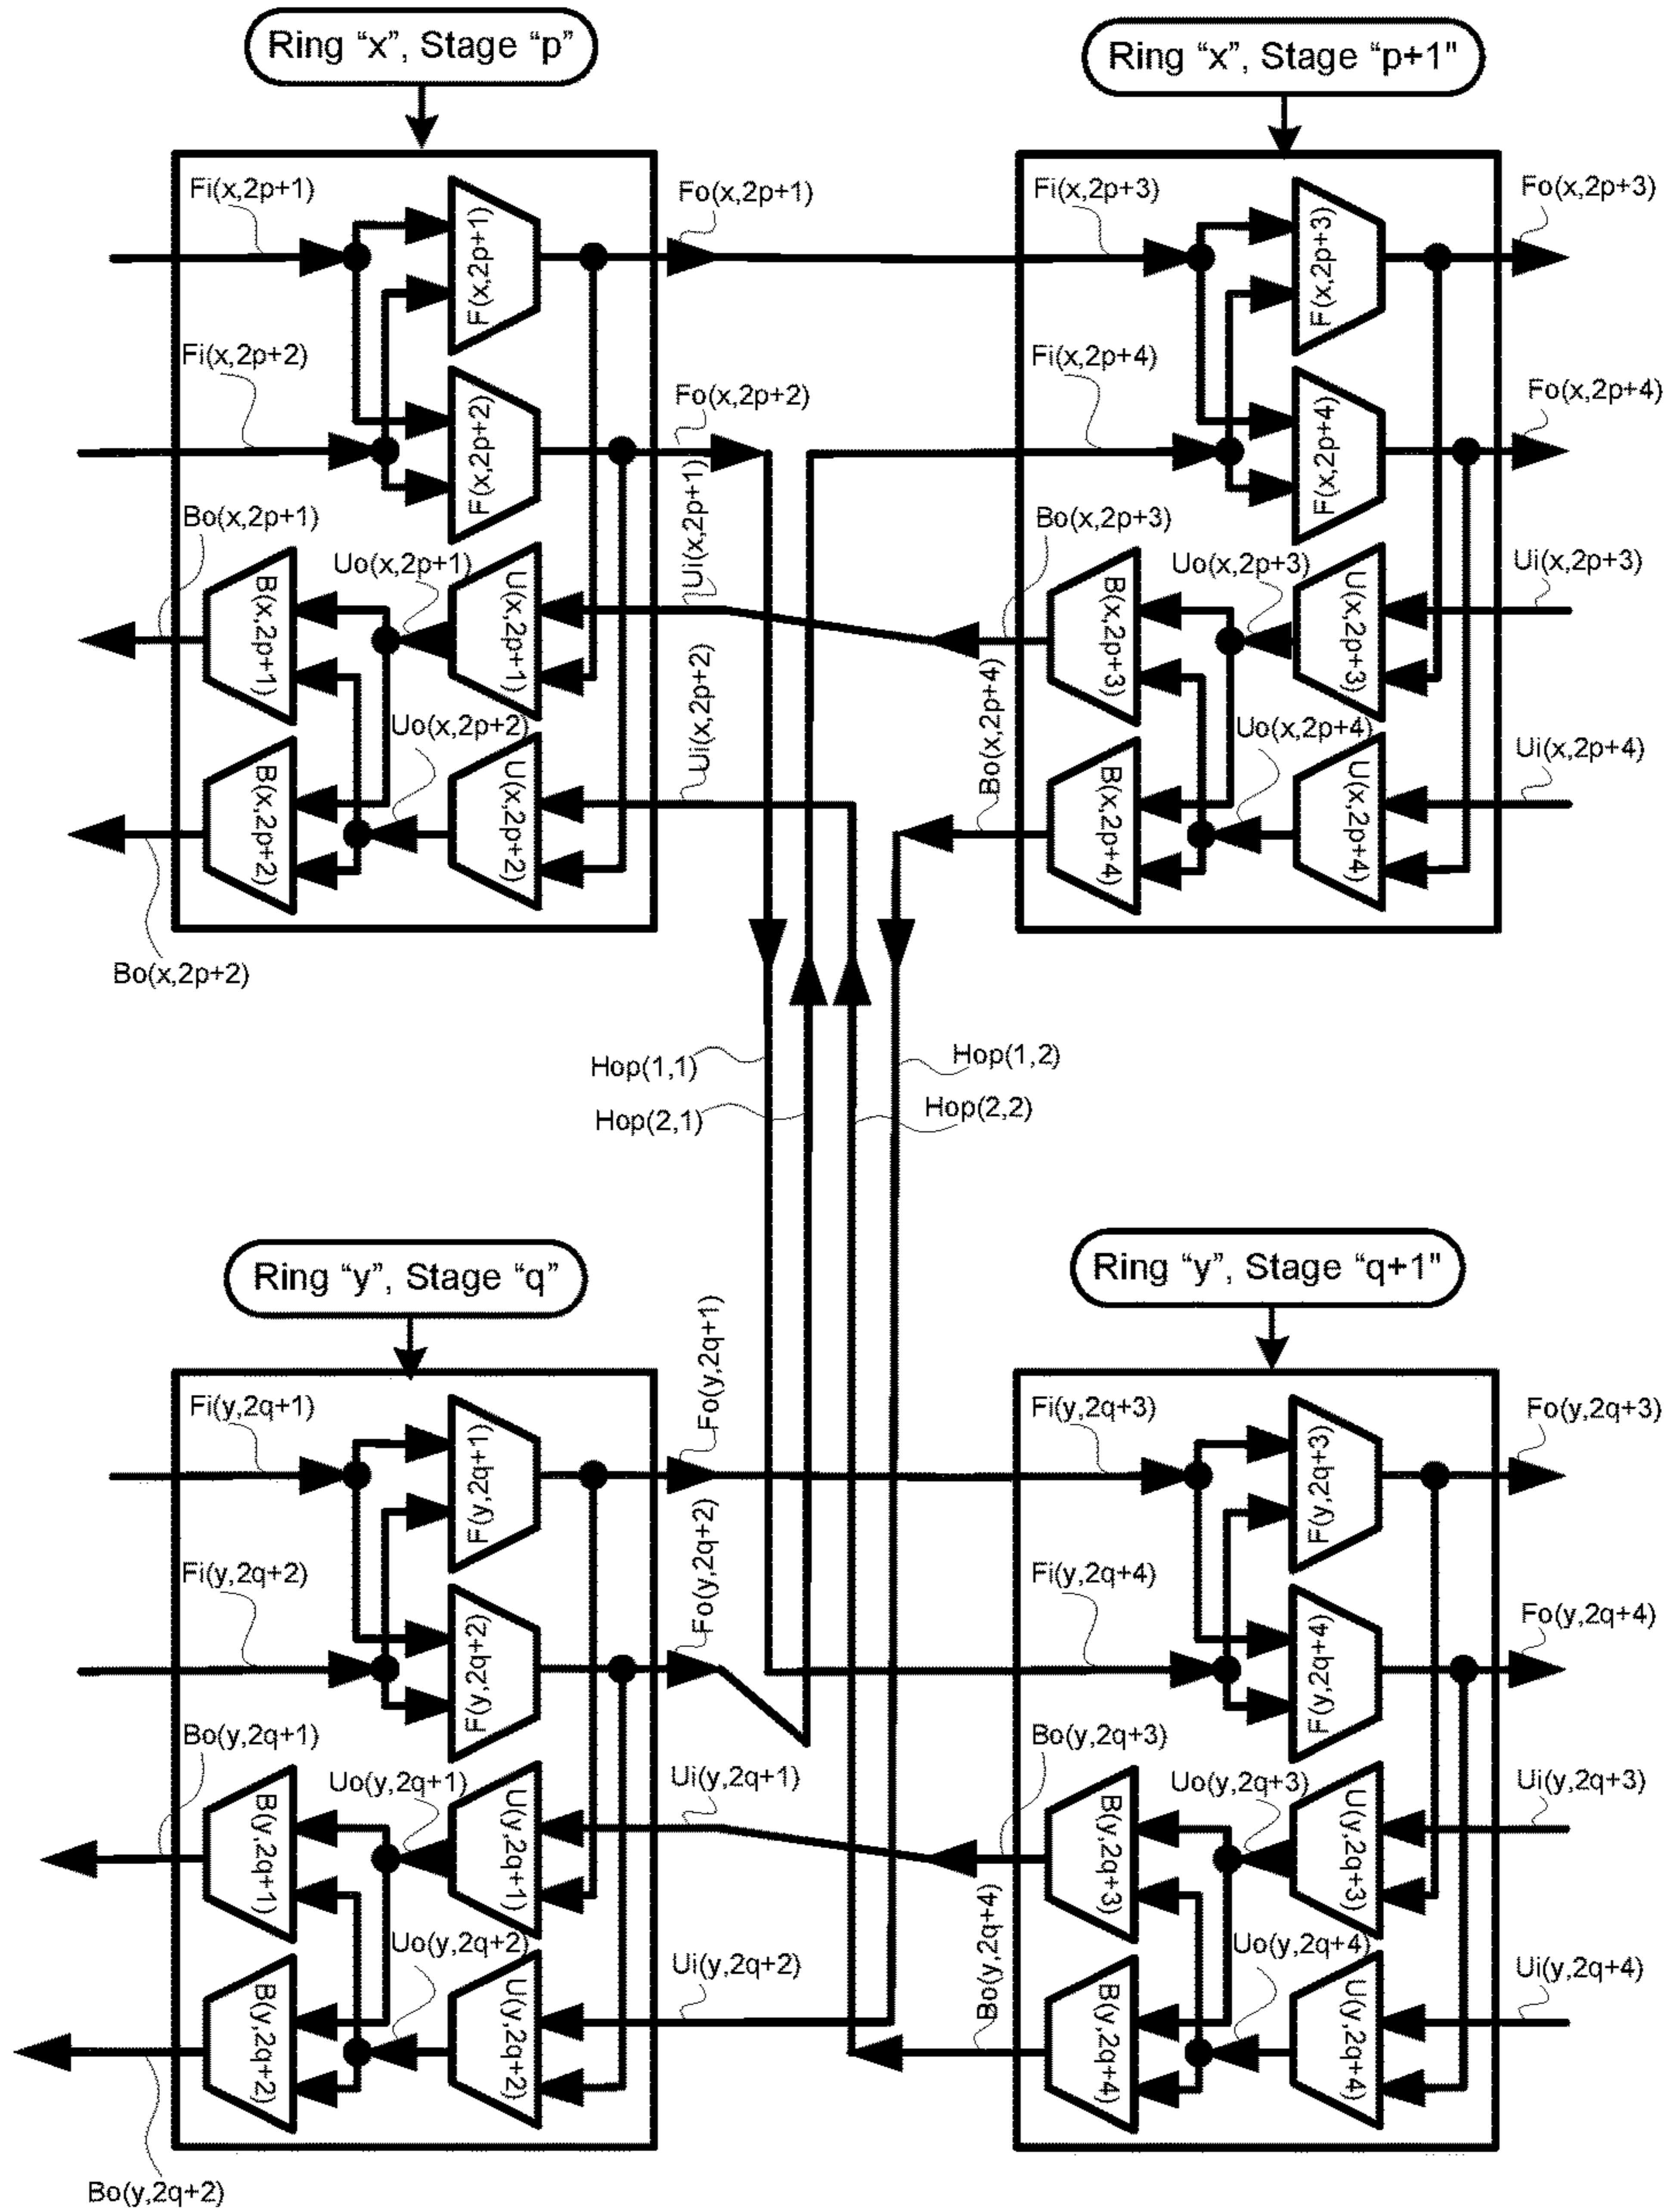 Ring “x”, Stage “p”
Ring “x”, Stage “p+1"
Fi(x,2p+1)
F(x,2p+1)
Fo(x,2p+1)
Fi(x,2p+3)
F(x,2p+3)
Fo(x,2p+3)
Fi(x,2p+2)
F(x,2p+2)
Fo(x,2p+2)
Fi(x,2p+4)
F(x,2p+4)
Fo(x,2p+4)
Bo(x,2p+1)
B(x,2p+1)
Uo(x,2p+1)
U(x,2p+1)
Ui(x,2p+1)
Bo(x,2p+3)
B(x,2p+3)
Uo(x,2p+3)
U(x,2p+3)
Ui(x,2p+3)
B(x,2p+2)
Uo(x,2p+2)
U(x,2p+2)
Ui(x,2p+2)
Bo(x,2p+4)
B(x,2p+4)
Uo(x,2p+4)
U(x,2p+4)
Ui(x,2p+4)
Bo(x,2p+2)
Hop(1,1)
Hop(1,2)
Hop(2,1)
Hop(2,2)
Ring “y”, Stage “q”
Ring “y”, Stage “q+1"
Fi(y,2q+1)
F(y,2q+1)
Fo(y,2q+1)
Fi(y,2q+3)
F(y,2q+3)
Fo(y,2q+3)
Fi(y,2q+2)
F(y,2q+2)
Fo(y,2q+2)
Fi(y,2q+4)
F(y,2q+4)
Fo(y,2q+4)
Bo(y,2q+1)
B(y,2q+1)
Uo(y,2q+1)
U(y,2q+1)
Ui(y,2q+1)
Bo(y,2q+3)
B(y,2q+3)
Uo(y,2q+3)
U(y,2q+3)
Ui(y,2q+3)
B(y,2q+2)
Uo(y,2q+2)
U(y,2q+2)
Ui(y,2q+2)
Bo(y,2q+4)
B(y,2q+4)
Uo(y,2q+4)
U(y,2q+4)
Ui(y,2q+4)
Bo(y,2q+2)